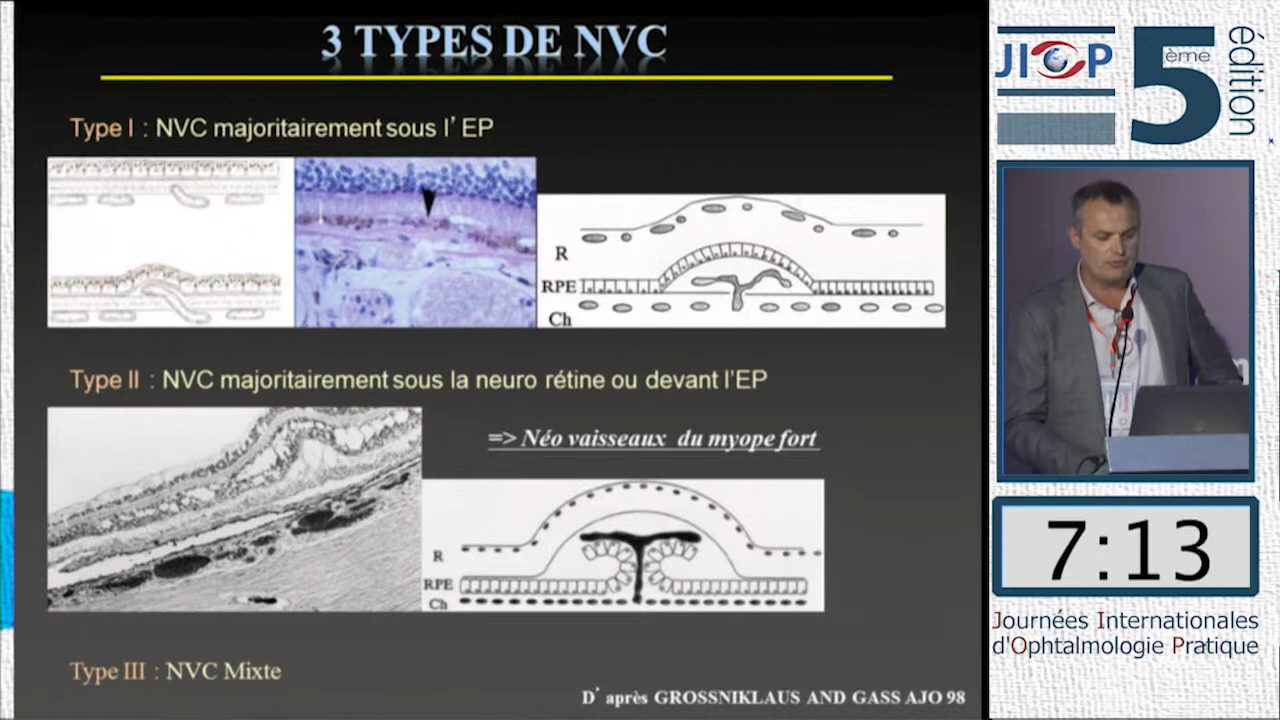 3 TYPES DE NVC
Type I : NVC majoritairement sous l' EP
R
RPE
Ch
Type II : NVC majoritairement sous la neuro rétine ou devant l'EP
=> Néo vaisseaux du myope fort
R
RPE
Ch
Type III : NVC Mixte
D' après GROSSNIKLAUS AND GASS AJO 98
JIOP
5
ème
édition
7:13
Journées Internationales
d'Ophtalmologie Pratique